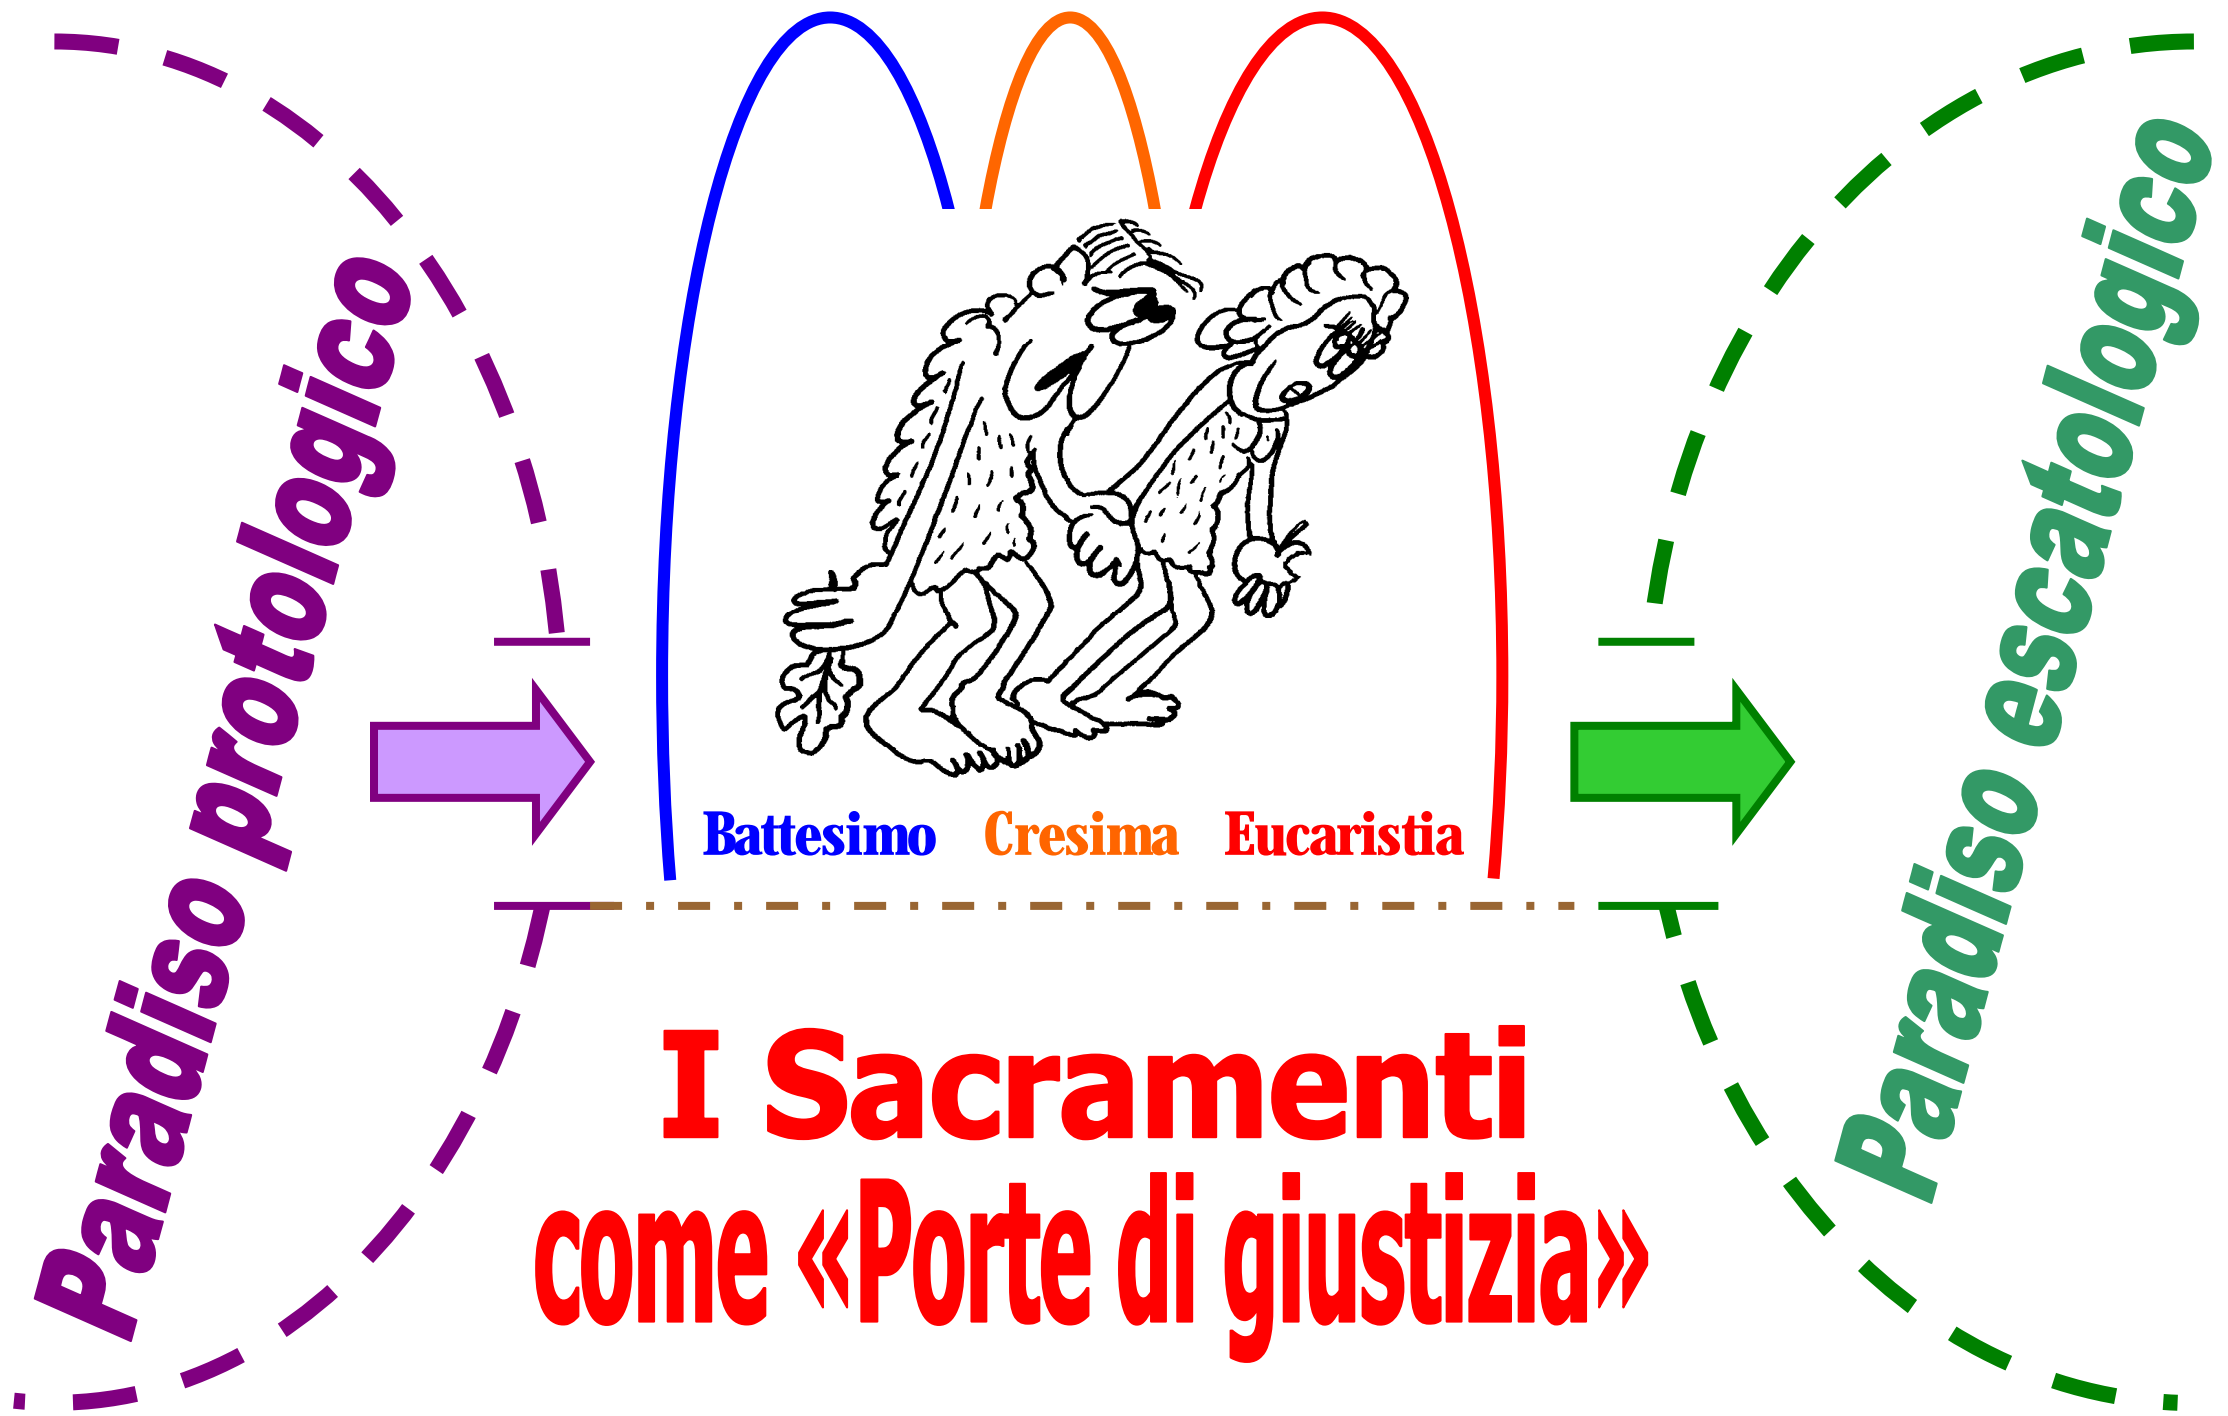 Paradiso protologico
Battesimo Cresima Eucaristia
Paradiso escatologico
I Sacramenti
come «Porte di giustizia»